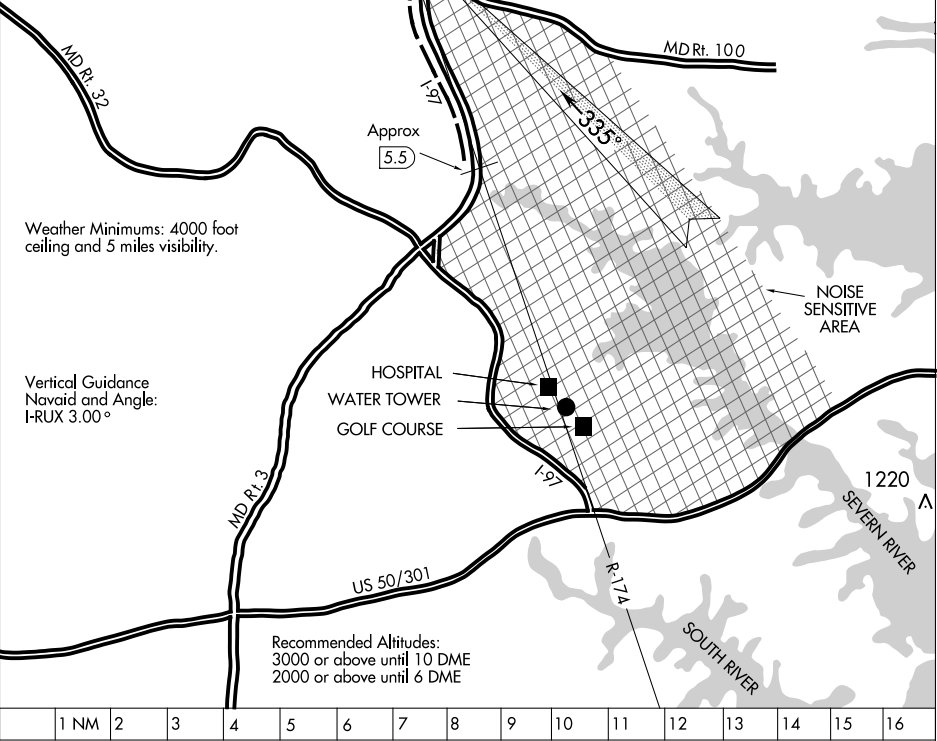 MD Rt. 100
MD Rt. 32
I-97
335°
Approx
5.5
Weather Minimums: 4000 foot
ceiling and 5 miles visibility.
NOISE
SENSITIVE
AREA
Vertical Guidance
Navaid and Angle:
I-RUX 3.00°
HOSPITAL
WATER TOWER
GOLF COURSE
I-97
MD Rt. 3
1220
SEVERN RIVER
US 50/301
R-174
SOUTH RIVER
Recommended Altitudes:
3000 or above until 10 DME
2000 or above until 6 DME
1 NM 2 3 4 5 6 7 8 9 10 11 12 13 14 15 16